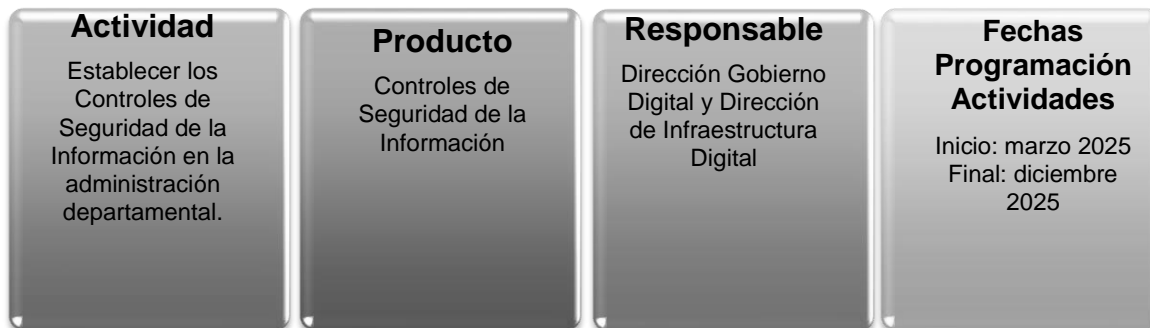 Actividad
Establecer los
Controles de
Seguridad de la
Información en la
administración
departamental.
Producto
Controles de
Seguridad de la
Información
Responsable
Dirección Gobierno
Digital y Dirección
de Infraestructura
Digital
Fechas
Programación
Actividades
Inicio: marzo 2025
Final: diciembre
2025